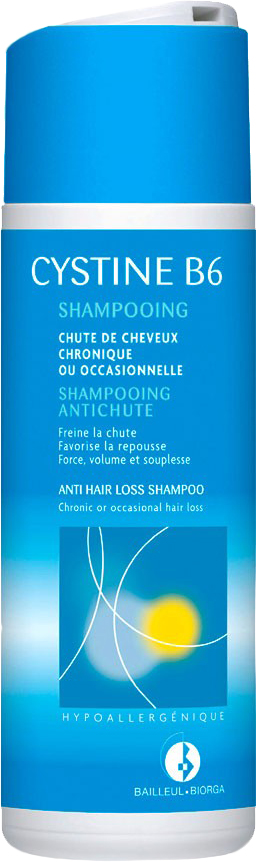 CYSTINE B6
SHAMPOOING
CHUTE DE CHEVEUX
CHRONIQUE
OU OCCASIONNELLE
SHAMPOOING
ANTICHUTE
Freine la chute
Favorise la repousse
Force, volume et souplesse
ANTI HAIR LOSS SHAMPOO
Chronic or occasional hair loss
HYPOALLERGÉNIQUE
BAILLEUL • BIORGA